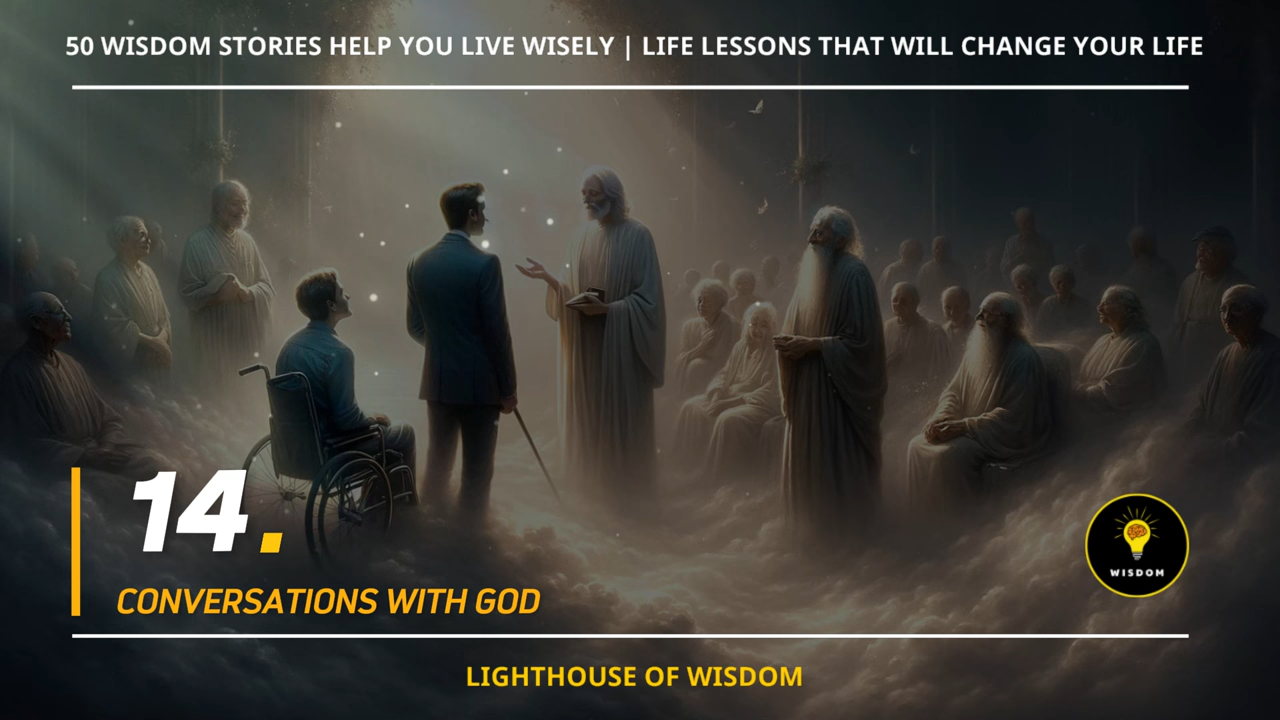 50 WISDOM STORIES HELP YOU LIVE WISELY | LIFE LESSONS THAT WILL CHANGE YOUR LIFE
14.
CONVERSATIONS WITH GOD
WISDOM
LIGHTHOUSE OF WISDOM